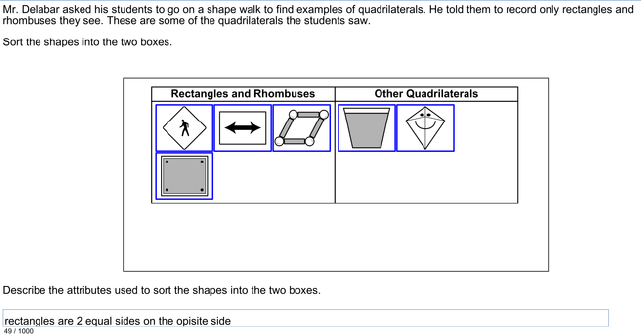 Mr. Delabar asked his students to go on a shape walk to find examples of quadrilaterals. He told them to record only rectangles and
rhombuses they see. These are some of the quadrilaterals the students saw.
Sort the shapes into the two boxes.
Rectangles and Rhombuses
Other Quadrilaterals
Describe the attributes used to sort the shapes into the two boxes.
rectangles are 2 equal sides on the opisite side
49 / 1000